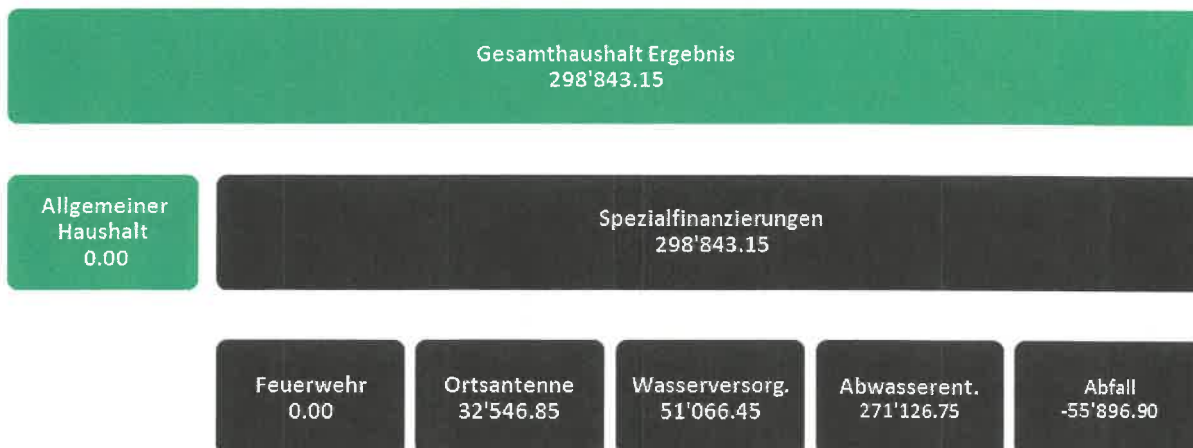 Gesamthaushalt Ergebnis
298'843.15
Allgemeiner
Haushalt
0.00
Spezialfinanzierungen
298'843.15
Feuerwehr
0.00
Ortsantenne
32'546.85
Wasserversorg.
51'066.45
Abwasserent.
271'126.75
Abfall
-55'896.90